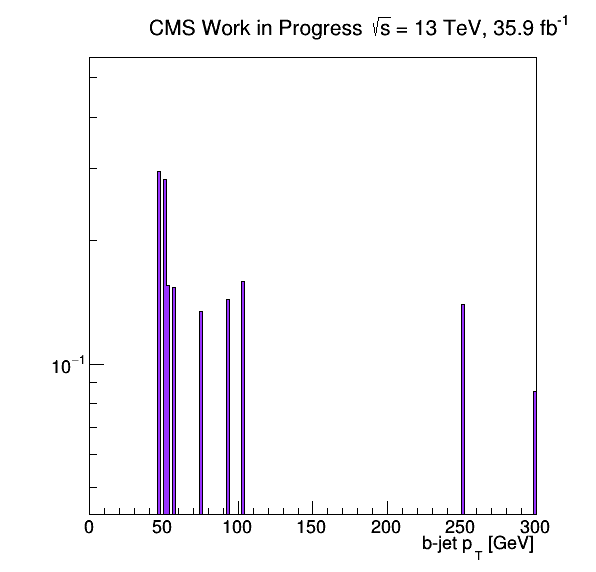 CMS Work in Progress √s = 13 TeV, 35.9 fb⁻¹
10⁻¹
0 50 100 150 200 250 300
b-jet p_T [GeV]